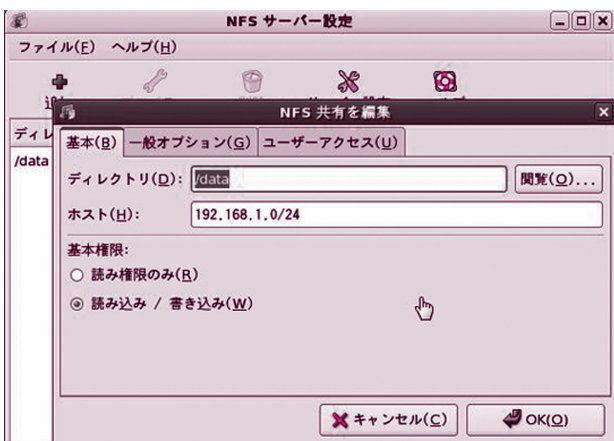 NFS サーバー設定
ファイル(F) ヘルプ(H)
NFS 共有を編集
/data
基本(B) 一般オプション(G) ユーザーアクセス(U)
ディレクトリ(D): /data 閲覧(O)...
ホスト(H): 192.168.1.0/24
基本権限:
読み権限のみ(R)
読み込み / 書き込み(W)
キャンセル(C) OK(O)